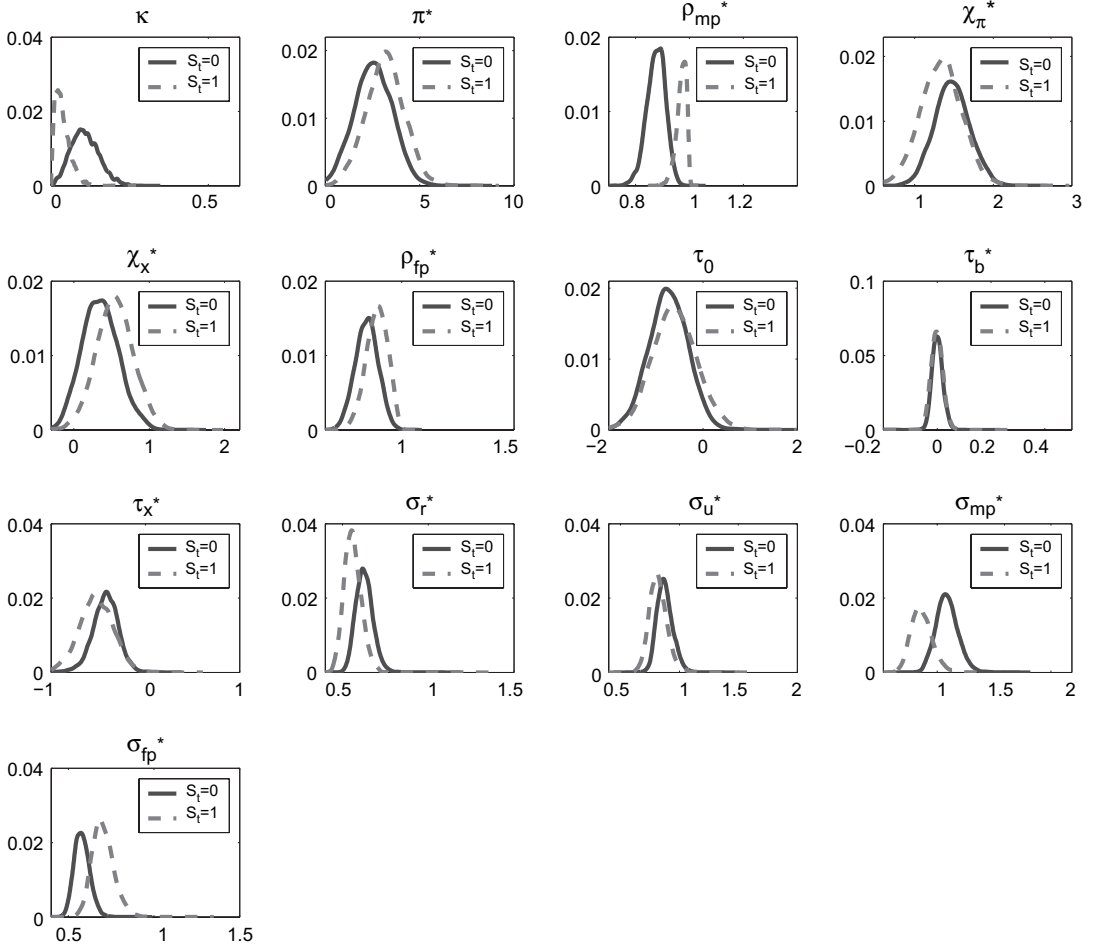 κ
0.04
0.02
0
0 0.5
S_t=0
S_t=1
π*
0.02
0.01
0
0 5 10
S_t=0
S_t=1
ρ_mp*
0.02
0.01
0
0.8 1 1.2
S_t=0
S_t=1
χ_π*
0.02
0.01
0
1 2 3
S_t=0
S_t=1
χ_x*
0.02
0.01
0
0 1 2
S_t=0
S_t=1
ρ_fp*
0.02
0.01
0
1 1.5
S_t=0
S_t=1
τ_0
0.02
0.01
0
−2 0 2
S_t=0
S_t=1
τ_b*
0.1
0.05
0
−0.2 0 0.2 0.4
S_t=0
S_t=1
τ_x*
0.04
0.02
0
−1 0 1
S_t=0
S_t=1
σ_r*
0.04
0.02
0
0.5 1 1.5
S_t=0
S_t=1
σ_u*
0.04
0.02
0
0.5 1 2
S_t=0
S_t=1
σ_mp*
0.04
0.02
0
1 1.5 2
S_t=0
S_t=1
σ_fp*
0.04
0.02
0
0.5 1 1.5
S_t=0
S_t=1